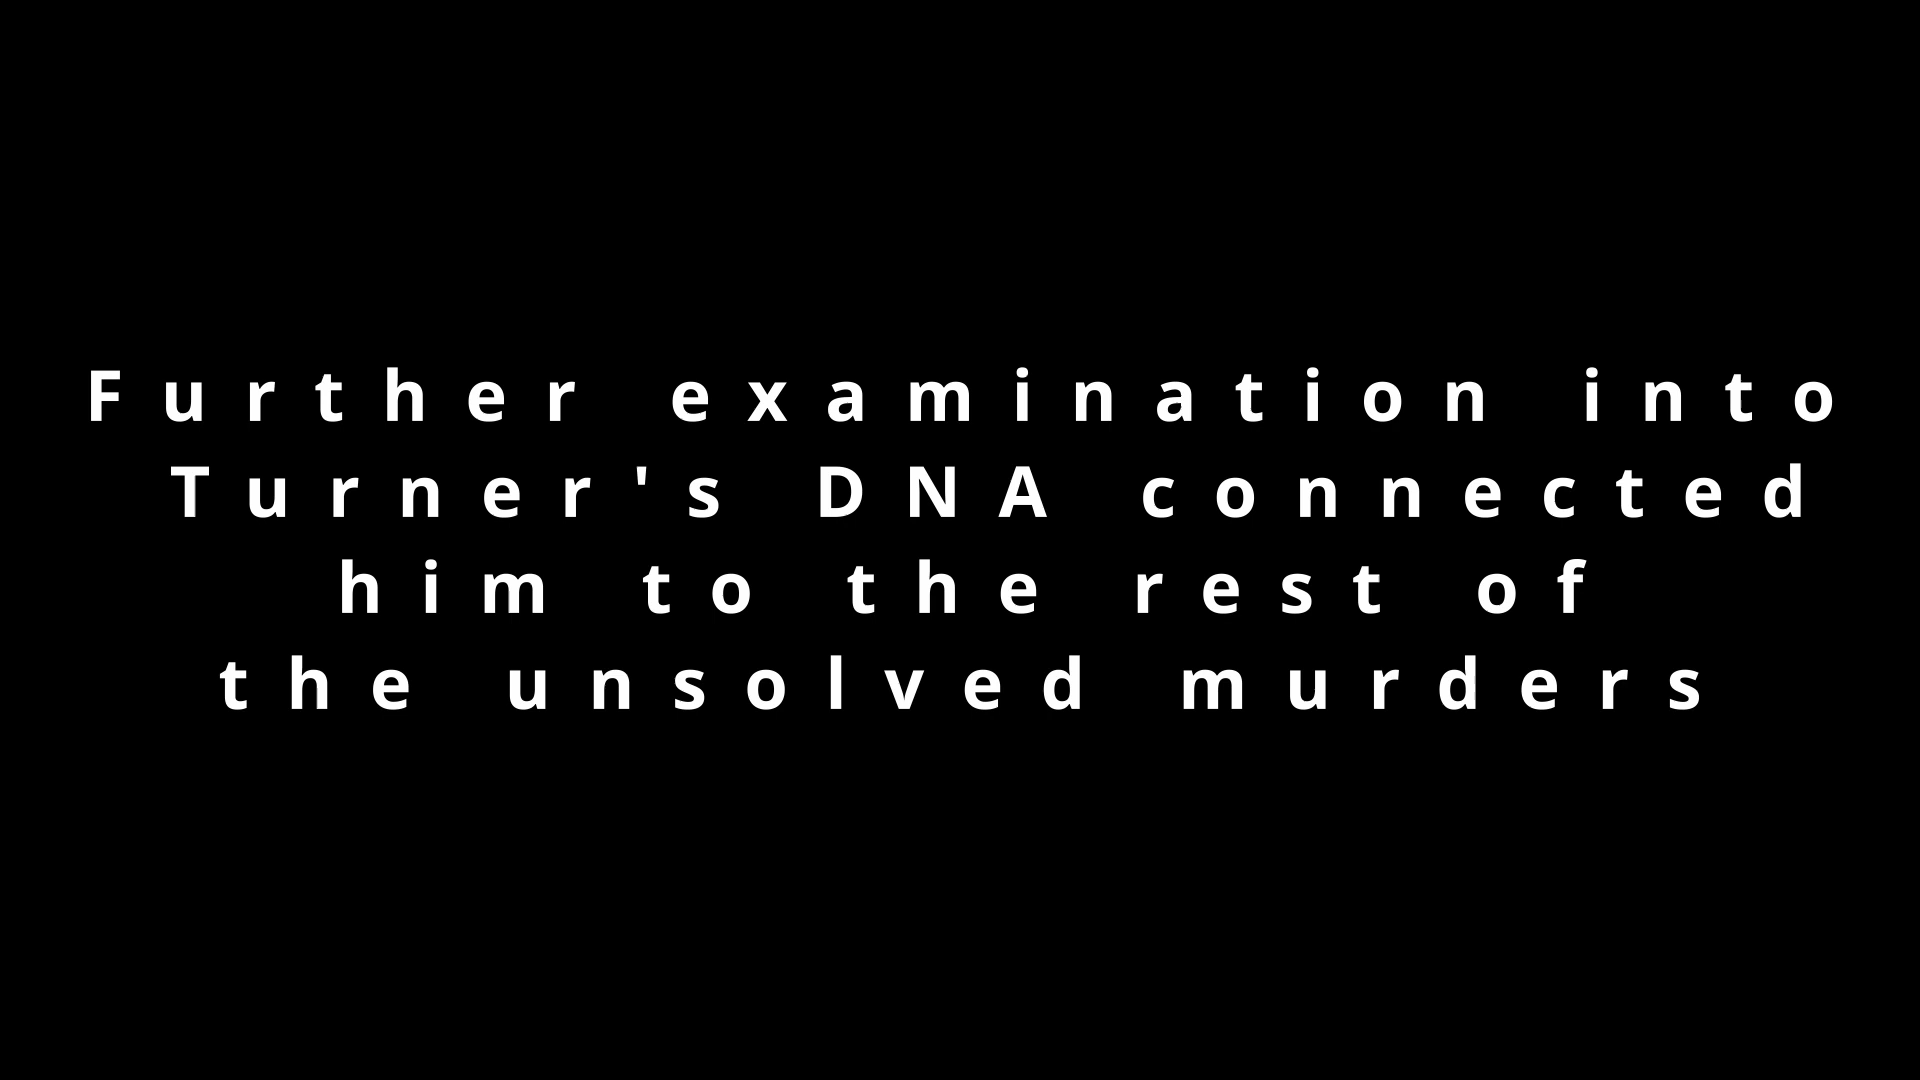 Further examination into
Turner's DNA connected
him to the rest of
the unsolved murders